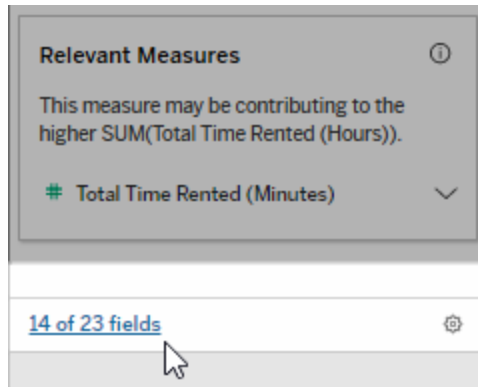 Relevant Measures
This measure may be contributing to the
higher SUM(Total Time Rented (Hours)).
# Total Time Rented (Minutes)
14 of 23 fields